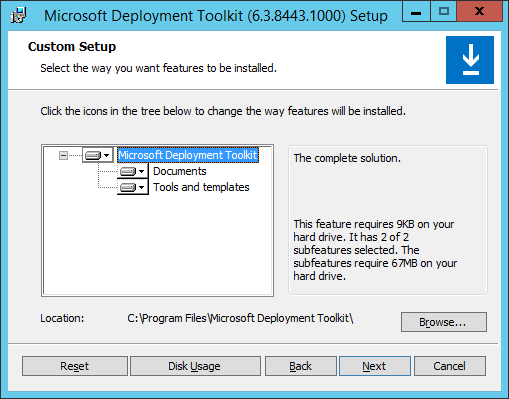 Microsoft Deployment Toolkit (6.3.8443.1000) Setup
Custom Setup
Select the way you want features to be installed.
Click the icons in the tree below to change the way features will be installed.
Microsoft Deployment Toolkit
Documents
Tools and templates
The complete solution.
This feature requires 9KB on your
hard drive. It has 2 of 2
subfeatures selected. The
subfeatures require 67MB on your
hard drive.
Location: C:\Program Files\Microsoft Deployment Toolkit\
Browse...
Reset Disk Usage Back Next Cancel